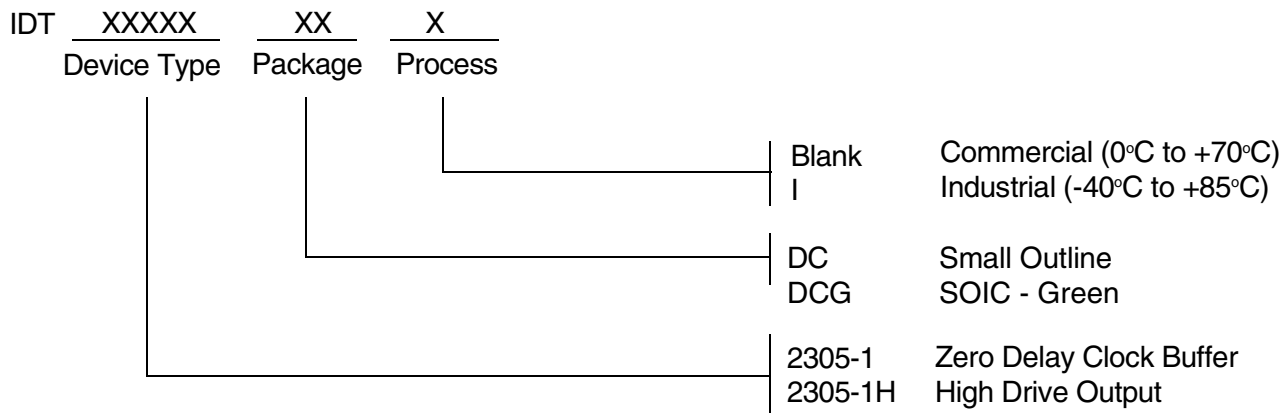 IDT XXXXX XX X
Device Type Package Process
Blank Commercial (0°C to +70°C)
I Industrial (-40°C to +85°C)
DC Small Outline
DCG SOIC - Green
2305-1 Zero Delay Clock Buffer
2305-1H High Drive Output